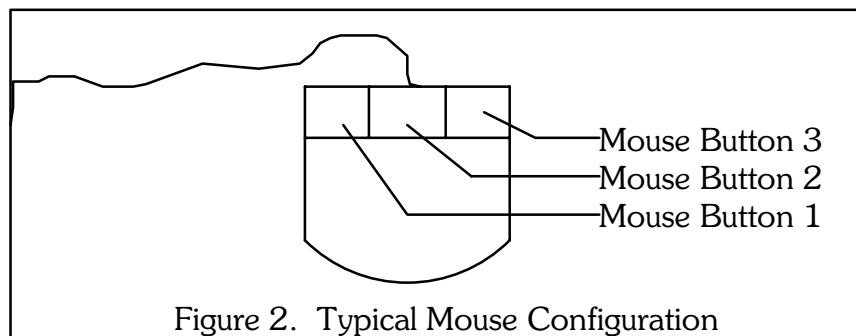 Mouse Button 3
Mouse Button 2
Mouse Button 1
Figure 2. Typical Mouse Configuration